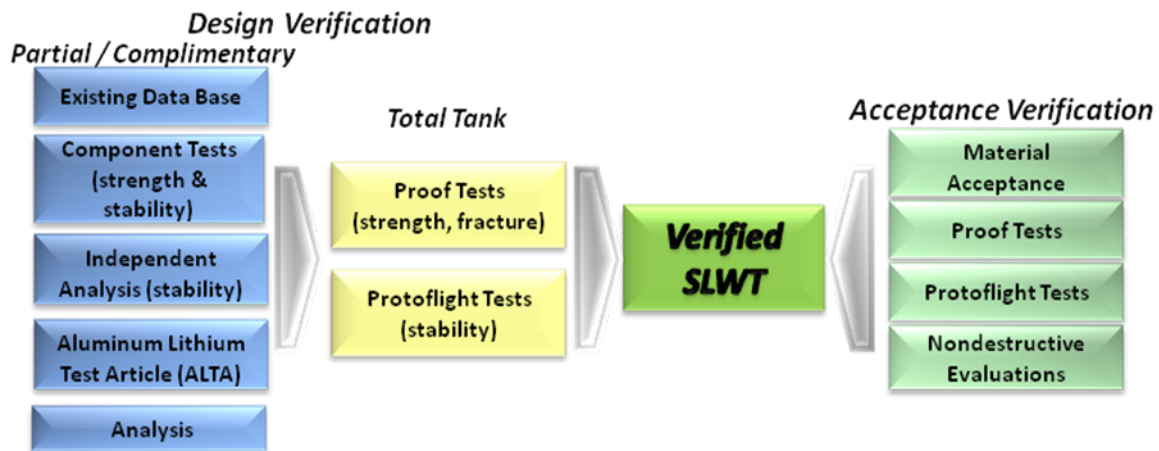 Design Verification
Partial / Complimentary
Existing Data Base
Component Tests
(strength &
stability)
Independent
Analysis (stability)
Aluminum Lithium
Test Article (ALTA)
Analysis
Total Tank
Proof Tests
(strength, fracture)
Protoflight Tests
(stability)
Verified
SLWT
Acceptance Verification
Material
Acceptance
Proof Tests
Protoflight Tests
Nondestructive
Evaluations